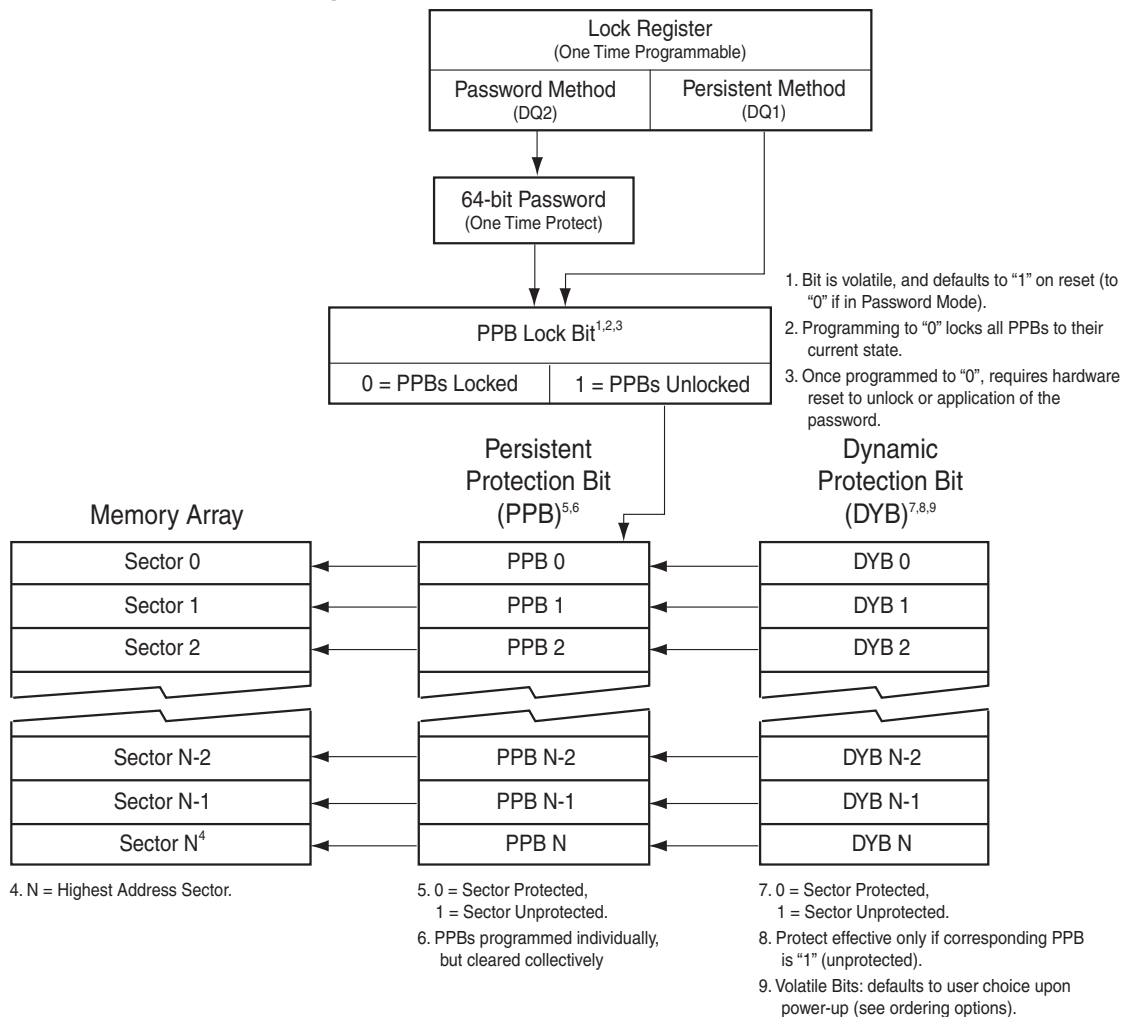 Lock Register
(One Time Programmable)
Password Method
(DQ2)
Persistent Method
(DQ1)
64-bit Password
(One Time Protect)
PPB Lock Bit1,2,3
0 = PPBs Locked
1 = PPBs Unlocked
1. Bit is volatile, and defaults to “1” on reset (to
“0” if in Password Mode).
2. Programming to “0” locks all PPBs to their
current state.
3. Once programmed to “0”, requires hardware
reset to unlock or application of the
password.
Memory Array
Persistent
Protection Bit
(PPB)5,6
Dynamic
Protection Bit
(DYB)7,8,9
Sector 0
PPB 0
DYB 0
Sector 1
PPB 1
DYB 1
Sector 2
PPB 2
DYB 2
Sector N-2
PPB N-2
DYB N-2
Sector N-1
PPB N-1
DYB N-1
Sector N4
PPB N
DYB N
4. N = Highest Address Sector.
5. 0 = Sector Protected,
1 = Sector Unprotected.
6. PPBs programmed individually,
but cleared collectively
7. 0 = Sector Protected,
1 = Sector Unprotected.
8. Protect effective only if corresponding PPB
is “1” (unprotected).
9. Volatile Bits: defaults to user choice upon
power-up (see ordering options).